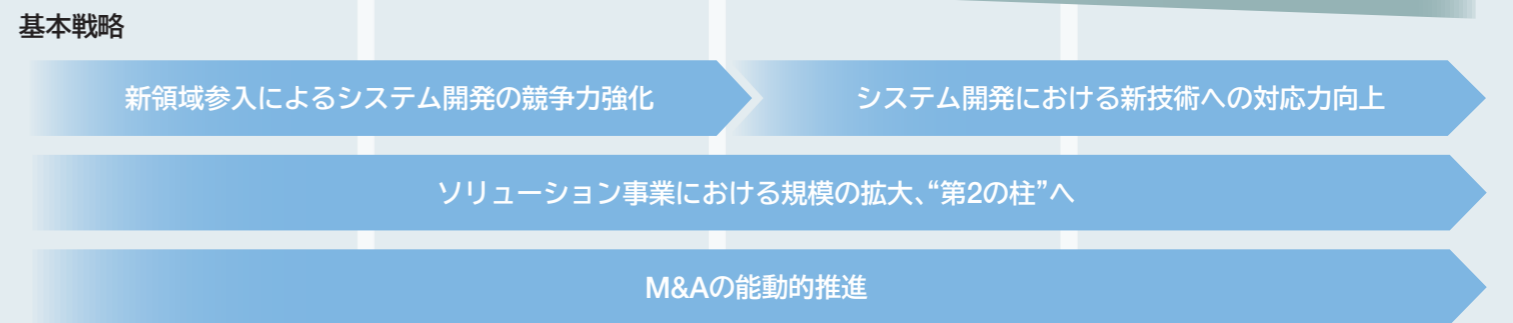 基本戦略
新領域参入によるシステム開発の競争力強化
システム開発における新技術への対応力向上
ソリューション事業における規模の拡大、“第2の柱”へ
M&Aの能動的推進